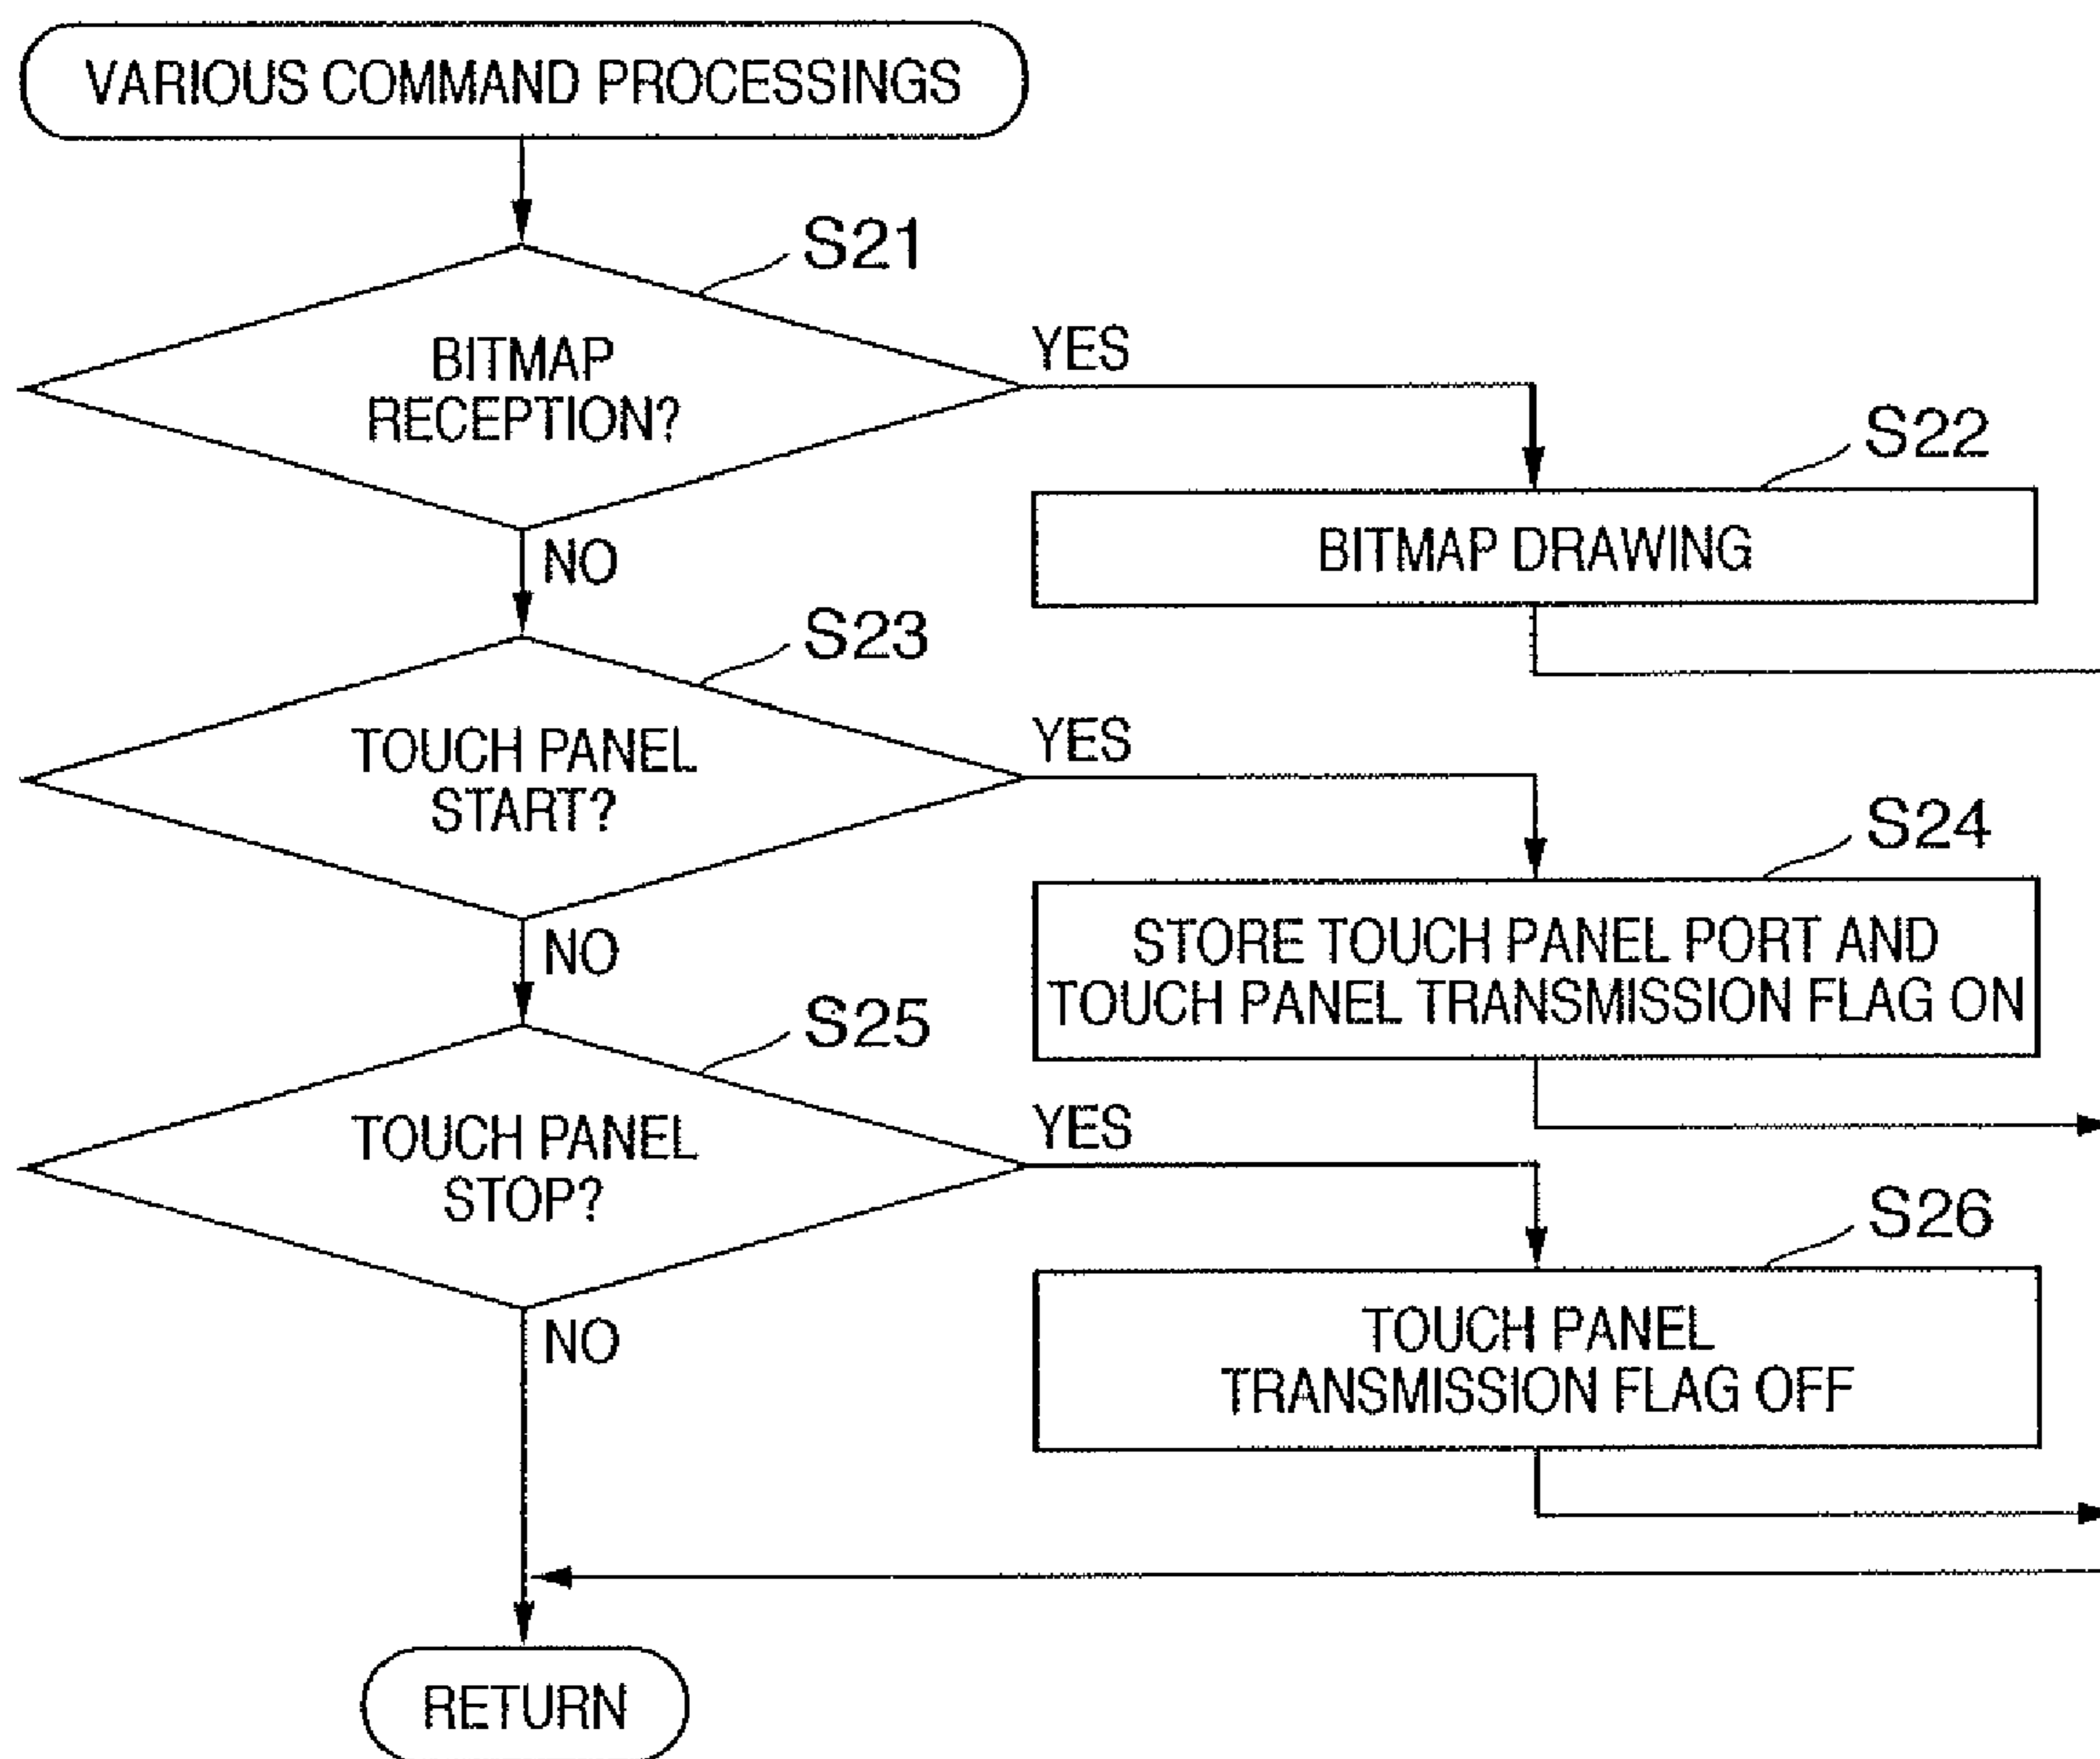 VARIOUS COMMAND PROCESSINGS
S21
BITMAP
RECEPTION?
YES
S22
BITMAP DRAWING
NO
S23
TOUCH PANEL
START?
YES
S24
STORE TOUCH PANEL PORT AND
TOUCH PANEL TRANSMISSION FLAG ON
NO
S25
TOUCH PANEL
STOP?
YES
S26
TOUCH PANEL
TRANSMISSION FLAG OFF
NO
RETURN